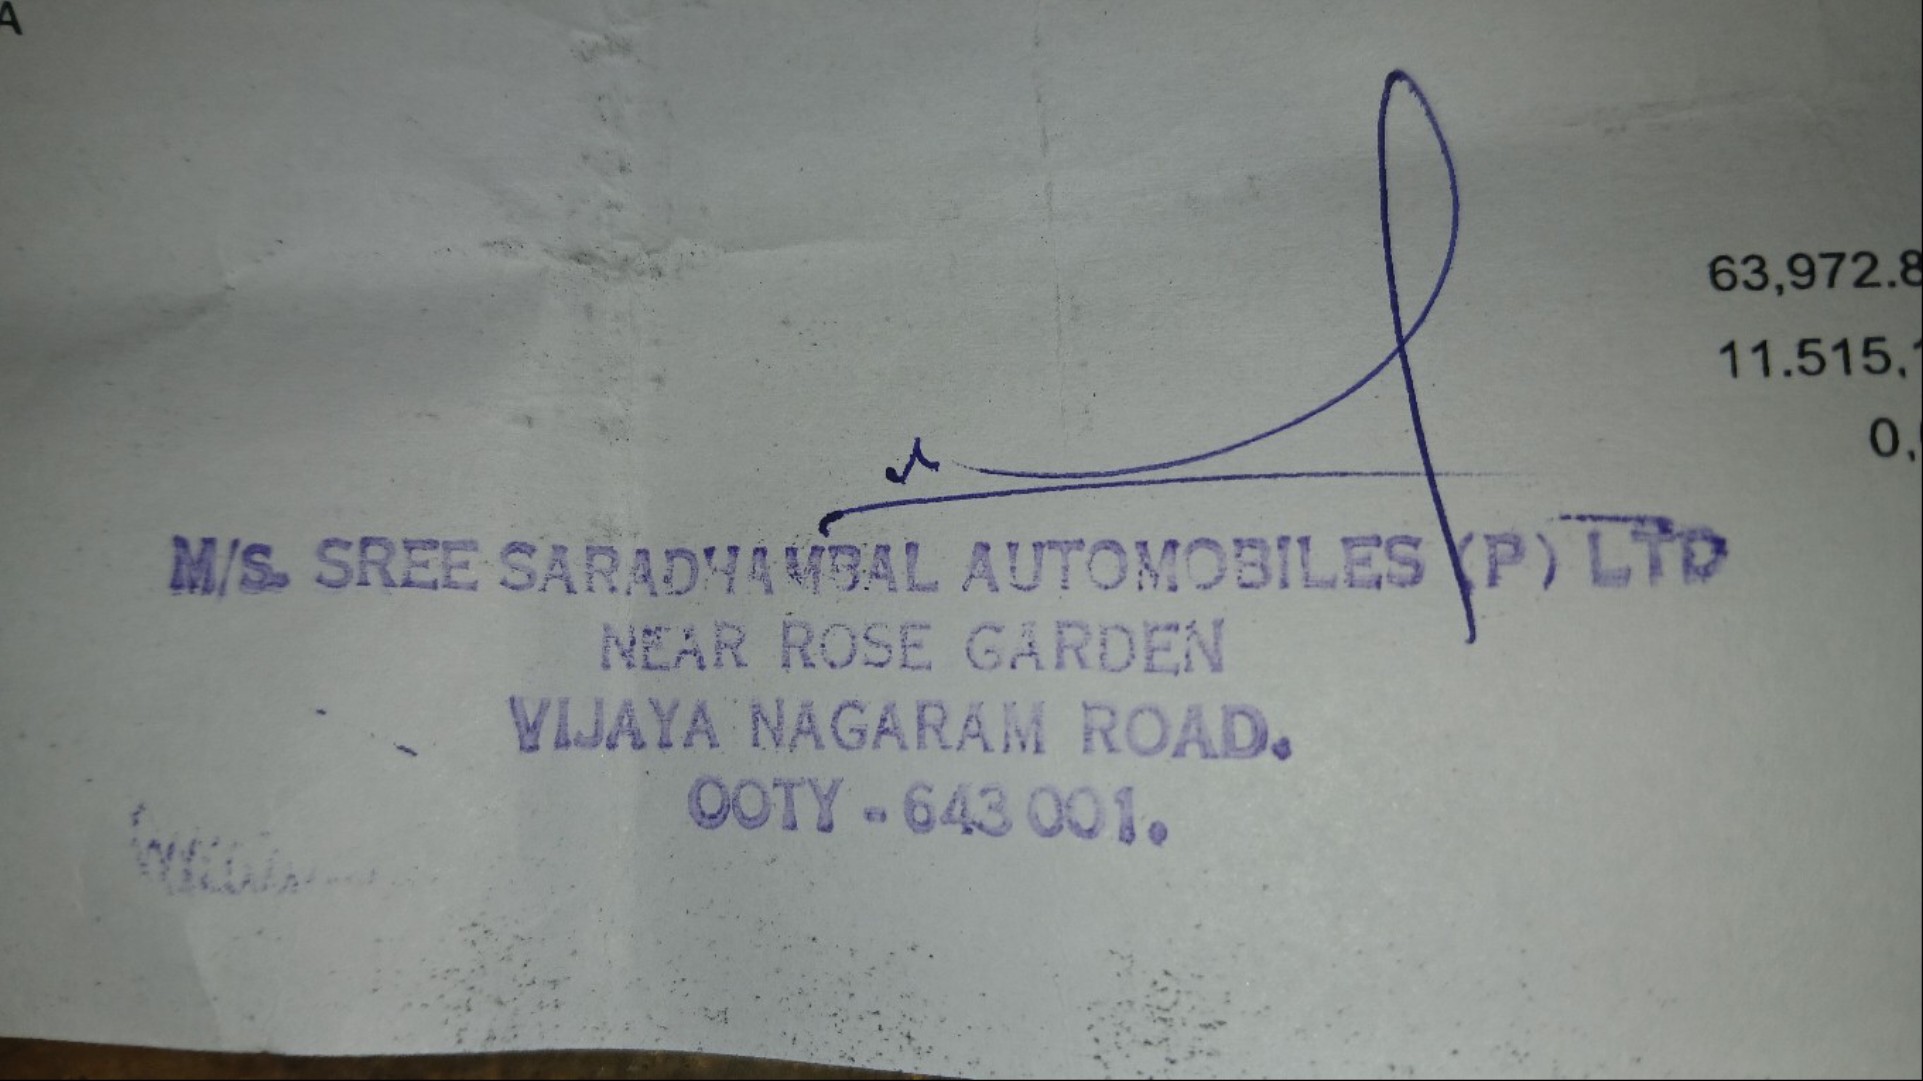 A
63,972.8
11.515,1
0,
M/s. SREE SARADHAMBAL AUTOMOBILES (P) LTD
NEAR ROSE GARDEN
VIJAYA NAGARAM ROAD.
OOTY - 643 001.